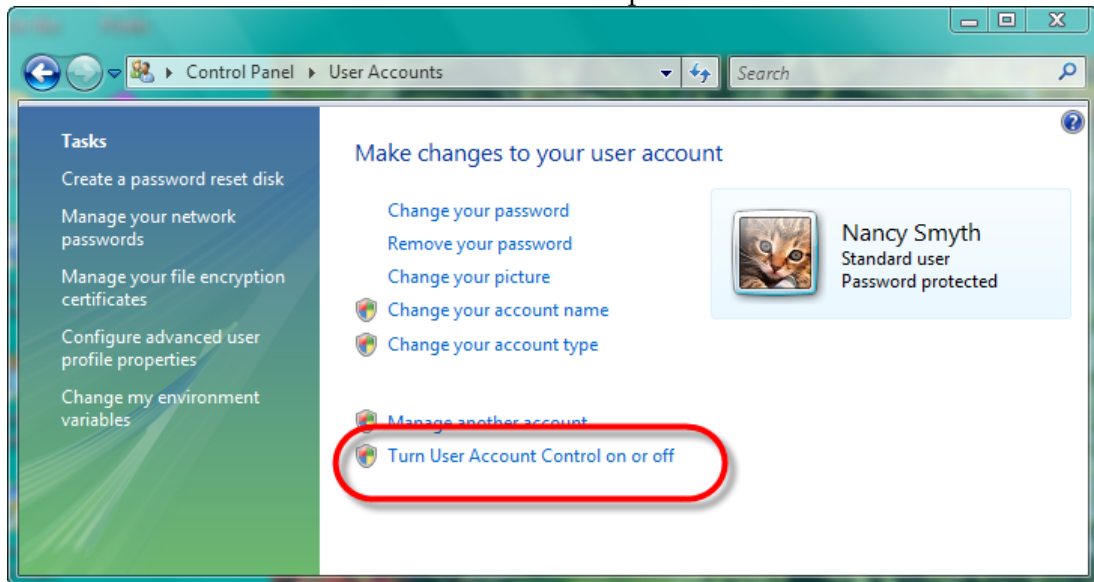 Control Panel User Accounts Search
Tasks
Create a password reset disk
Manage your network
passwords
Manage your file encryption
certificates
Configure advanced user
profile properties
Change my environment
variables
Make changes to your user account
Change your password
Remove your password
Change your picture
Change your account name
Change your account type
Manage another account
Turn User Account Control on or off
Nancy Smyth
Standard user
Password protected